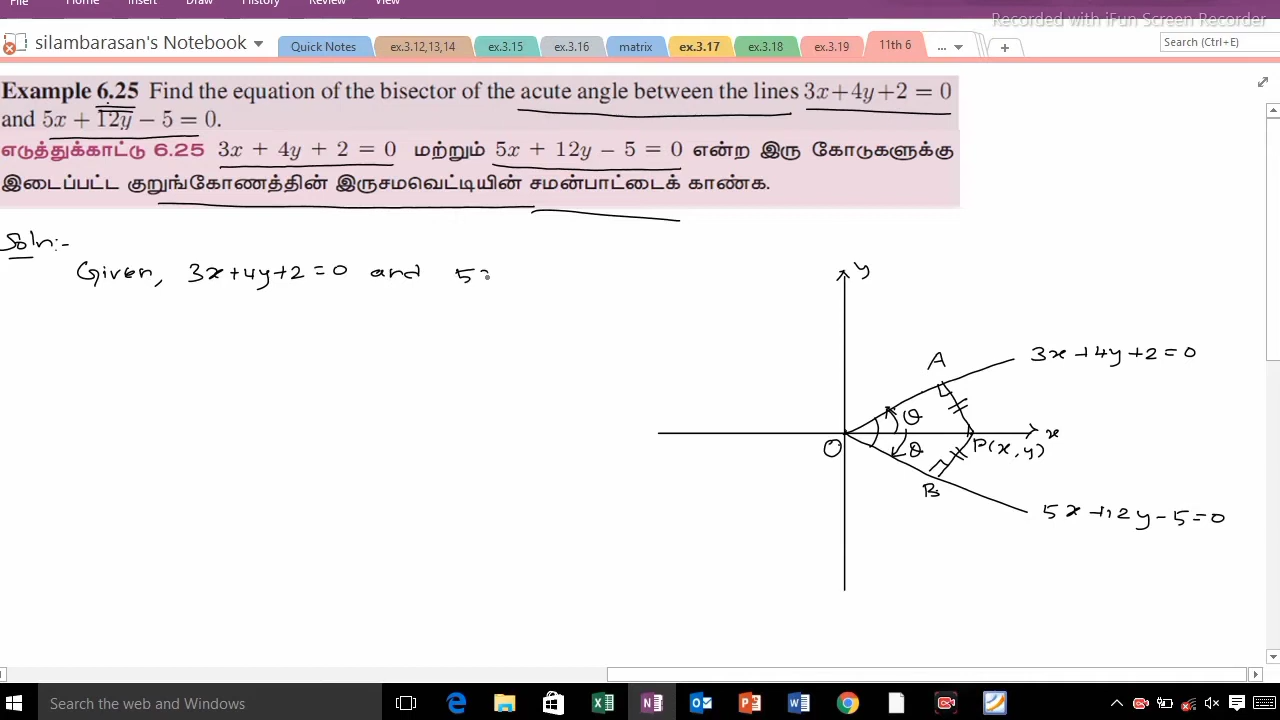 File Home Insert Draw History Review View
Recorded with iFun Screen Recorder
silambarasan's Notebook Quick Notes ex.3.12,13,14 ex.3.15 ex.3.16 matrix ex.3.17 ex.3.18 ex.3.19 11th 6 ... + Search (Ctrl+E)
Example 6.25 Find the equation of the bisector of the acute angle between the lines 3x+4y+2 = 0
and 5x + 12y − 5 = 0.
எடுத்துக்காட்டு 6.25 3x + 4y + 2 = 0 மற்றும் 5x + 12y − 5 = 0 என்ற இரு கோடுகளுக்கு
இடைப்பட்ட குறுங்கோணத்தின் இருசமவெட்டியின் சமன்பாட்டைக் காண்க.
Soln:-
Given, 3x+4y+2=0 and 5
y
A
3x+4y+2=0
θ
O
θ
P(x,y)
x
B
5x+12y-5=0
Search the web and Windows